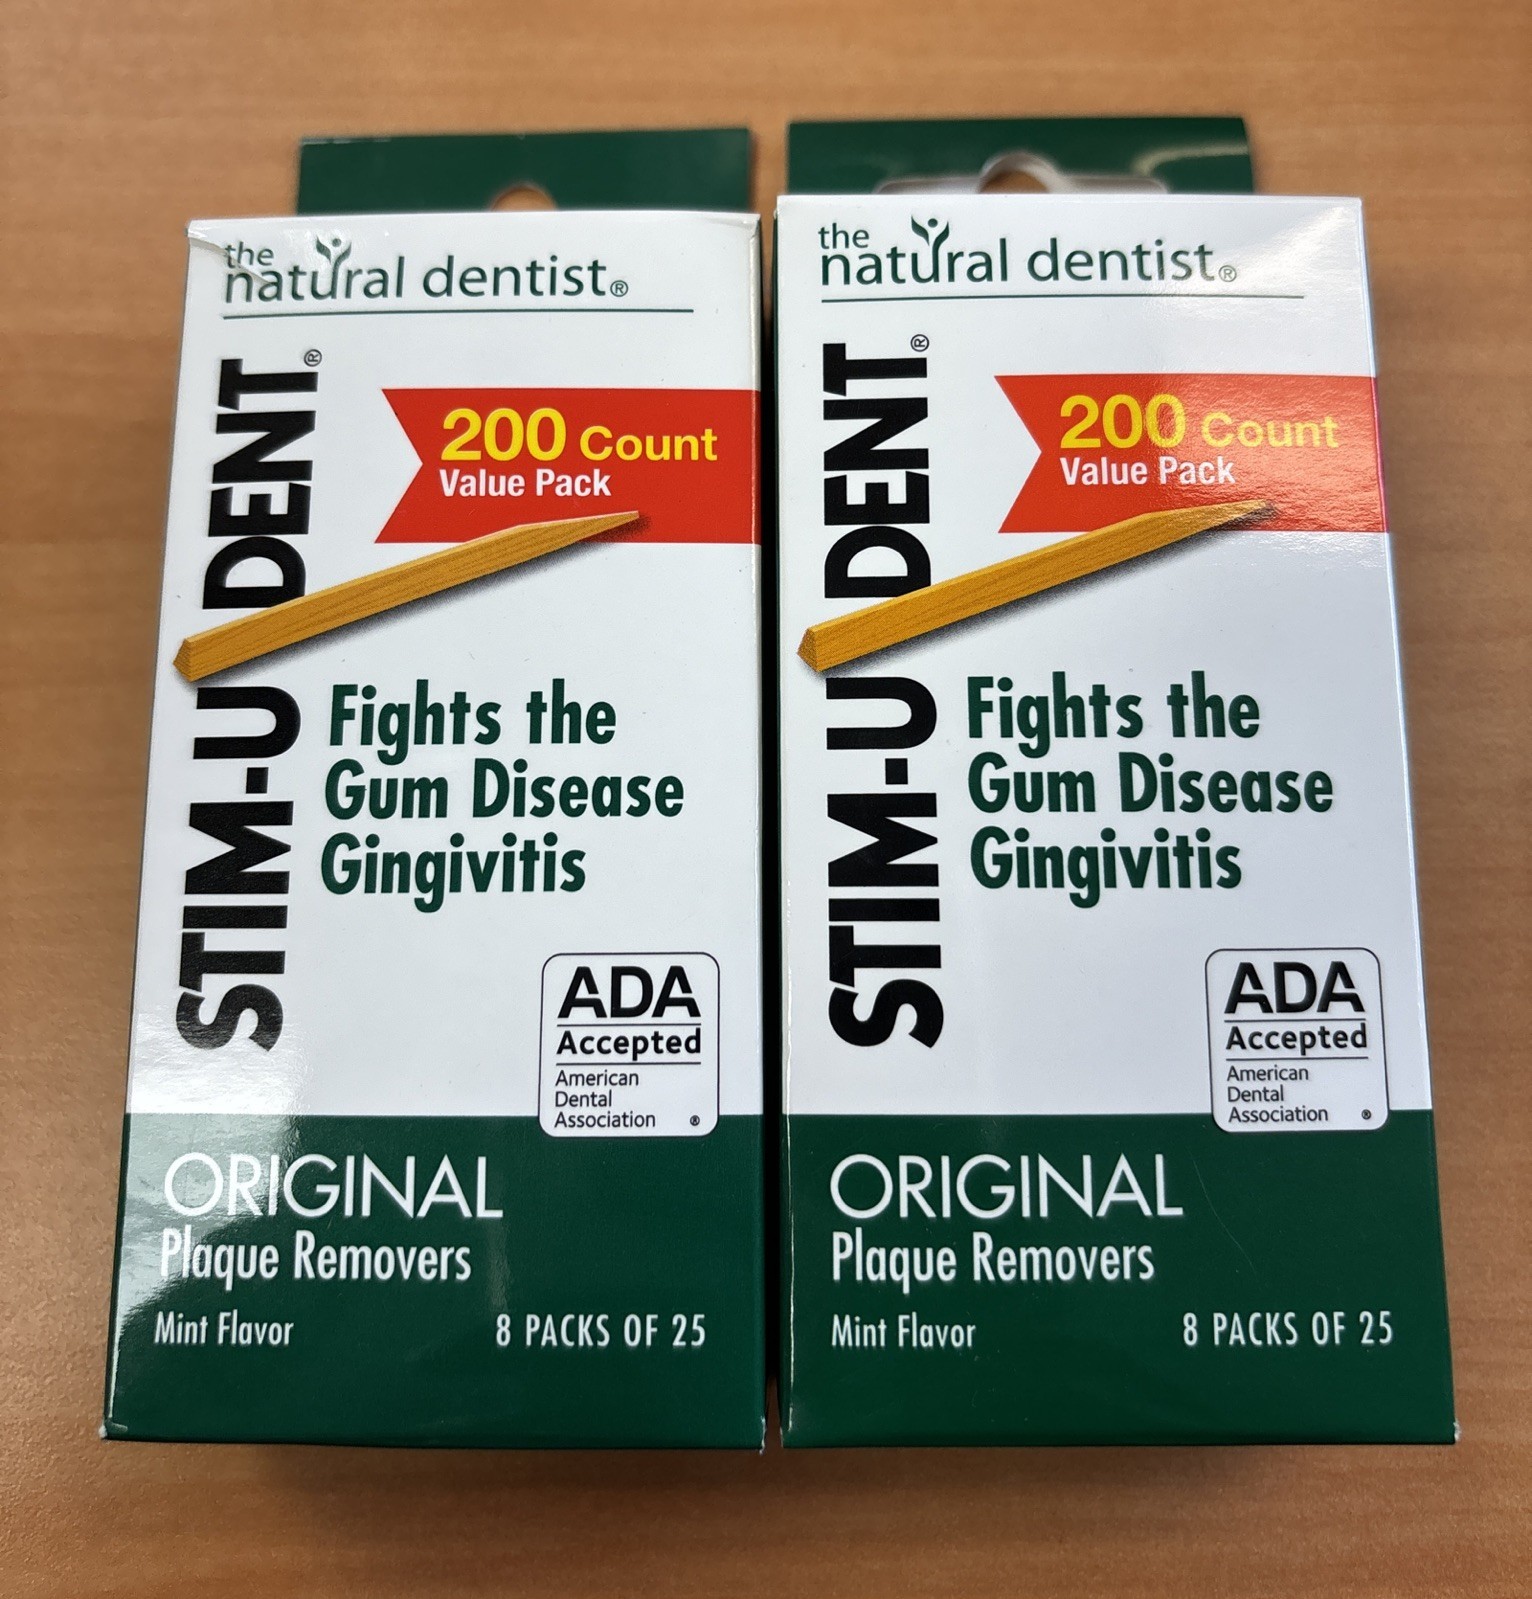 the
natural dentist®
STIM-U DENT®
200 Count
Value Pack
Fights the
Gum Disease
Gingivitis
ADA
Accepted
American
Dental
Association ®
ORIGINAL
Plaque Removers
Mint Flavor 8 PACKS OF 25
the
natural dentist®
STIM-U DENT®
200 Count
Value Pack
Fights the
Gum Disease
Gingivitis
ADA
Accepted
American
Dental
Association ®
ORIGINAL
Plaque Removers
Mint Flavor 8 PACKS OF 25